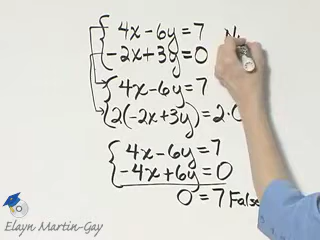 4x-6y=7
-2x+3y=0
4x-6y=7
2(-2x+3y)=2·0
4x-6y=7
-4x+6y=0
0=7 False
Elayn Martin-Gay